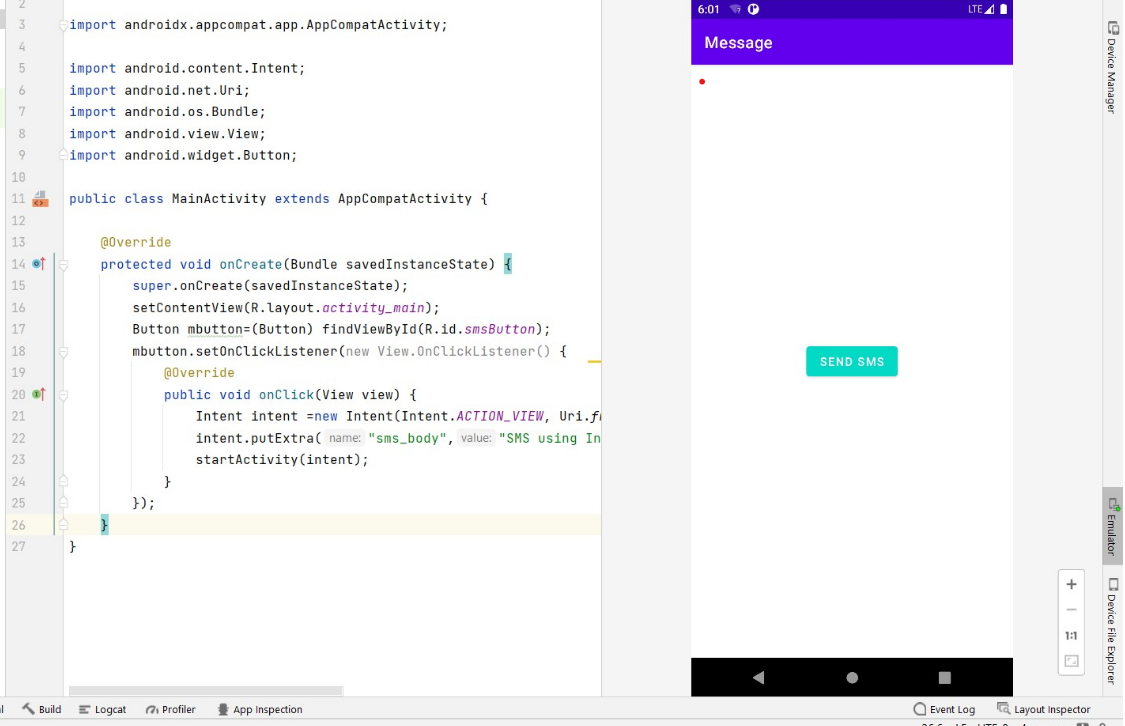 2
3 import androidx.appcompat.app.AppCompatActivity;
4
5 import android.content.Intent;
6 import android.net.Uri;
7 import android.os.Bundle;
8 import android.view.View;
9 import android.widget.Button;
10
11 public class MainActivity extends AppCompatActivity {
12
13 @Override
14 protected void onCreate(Bundle savedInstanceState) {
15 super.onCreate(savedInstanceState);
16 setContentView(R.layout.activity_main);
17 Button mbutton=(Button) findViewById(R.id.smsButton);
18 mbutton.setOnClickListener(new View.OnClickListener() {
19 @Override
20 public void onClick(View view) {
21 Intent intent =new Intent(Intent.ACTION_VIEW, Uri.
22 intent.putExtra( name: "sms_body", value: "SMS using In
23 startActivity(intent);
24 }
25 });
26 }
27 }
6:01 LTE
Message
SEND SMS
Device Manager
Emulator
Device File Explorer
+
−
1:1
Build Logcat Profiler App Inspection
Event Log Layout Inspector